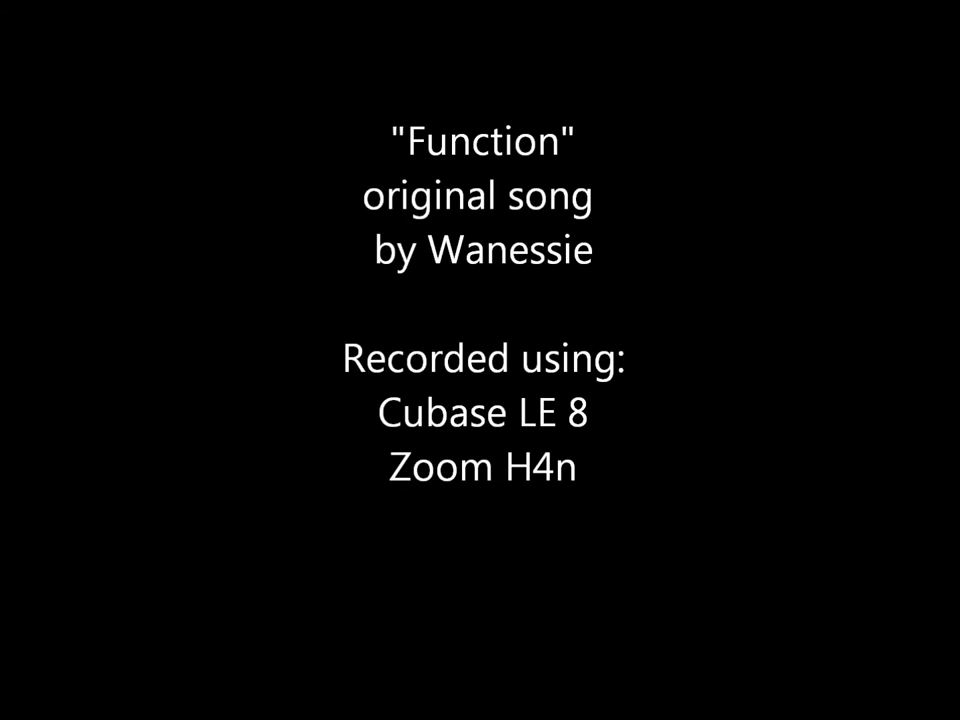 "Function"
original song
by Wanessie
Recorded using:
Cubase LE 8
Zoom H4n